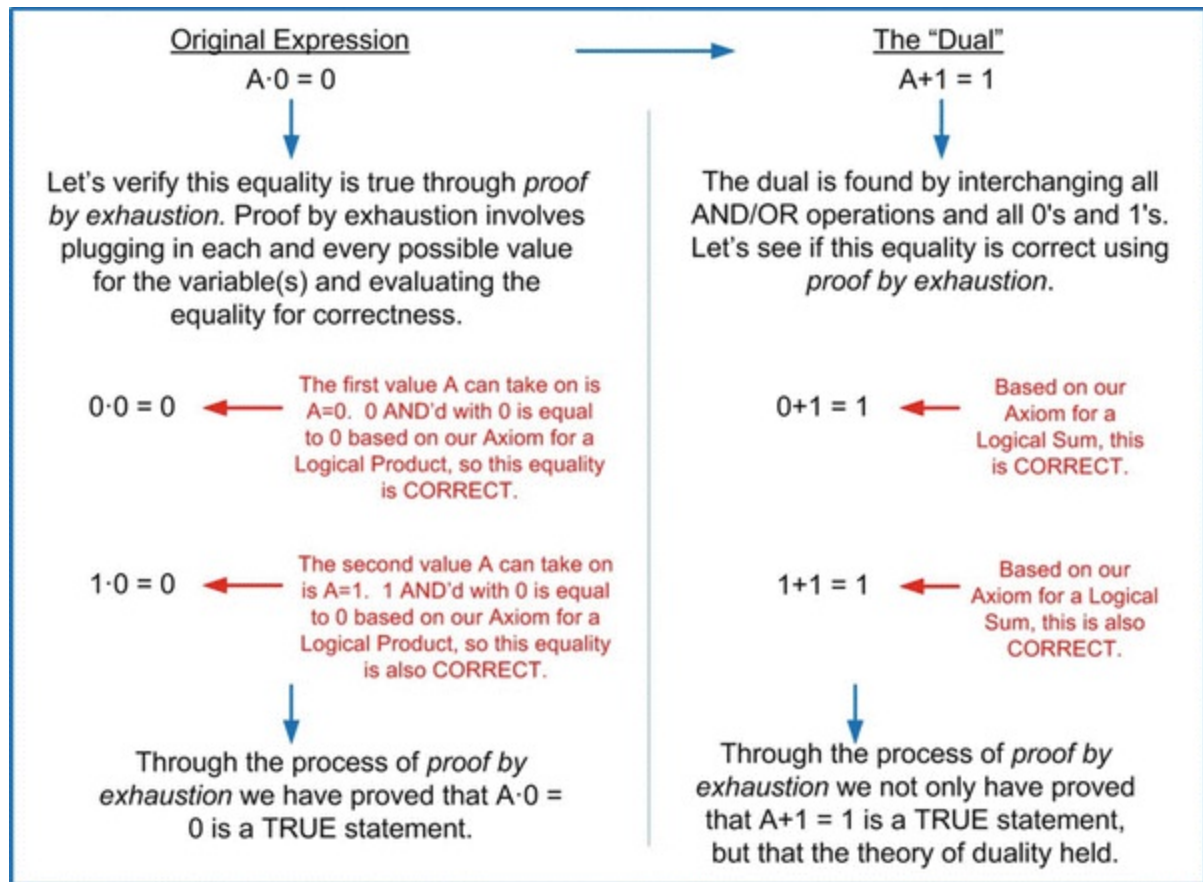 Original Expression
A·0 = 0
Let's verify this equality is true through proof
by exhaustion. Proof by exhaustion involves
plugging in each and every possible value
for the variable(s) and evaluating the
equality for correctness.
0·0 = 0
The first value A can take on is
A=0. 0 AND'd with 0 is equal
to 0 based on our Axiom for a
Logical Product, so this equality
is CORRECT.
1·0 = 0
The second value A can take on
is A=1. 1 AND'd with 0 is equal
to 0 based on our Axiom for a
Logical Product, so this equality
is also CORRECT.
Through the process of proof by
exhaustion we have proved that A·0 =
0 is a TRUE statement.
The “Dual”
A+1 = 1
The dual is found by interchanging all
AND/OR operations and all 0's and 1's.
Let's see if this equality is correct using
proof by exhaustion.
0+1 = 1
Based on our
Axiom for a
Logical Sum, this
is CORRECT.
1+1 = 1
Based on our
Axiom for a Logical
Sum, this is also
CORRECT.
Through the process of proof by
exhaustion we not only have proved
that A+1 = 1 is a TRUE statement,
but that the theory of duality held.